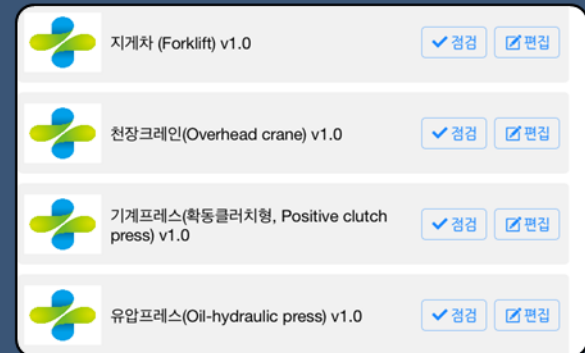 지게차 (Forklift) v1.0
점검
편집
천장크레인(Overhead crane) v1.0
점검
편집
기계프레스(확동클러치형, Positive clutch
press) v1.0
점검
편집
유압프레스(Oil-hydraulic press) v1.0
점검
편집